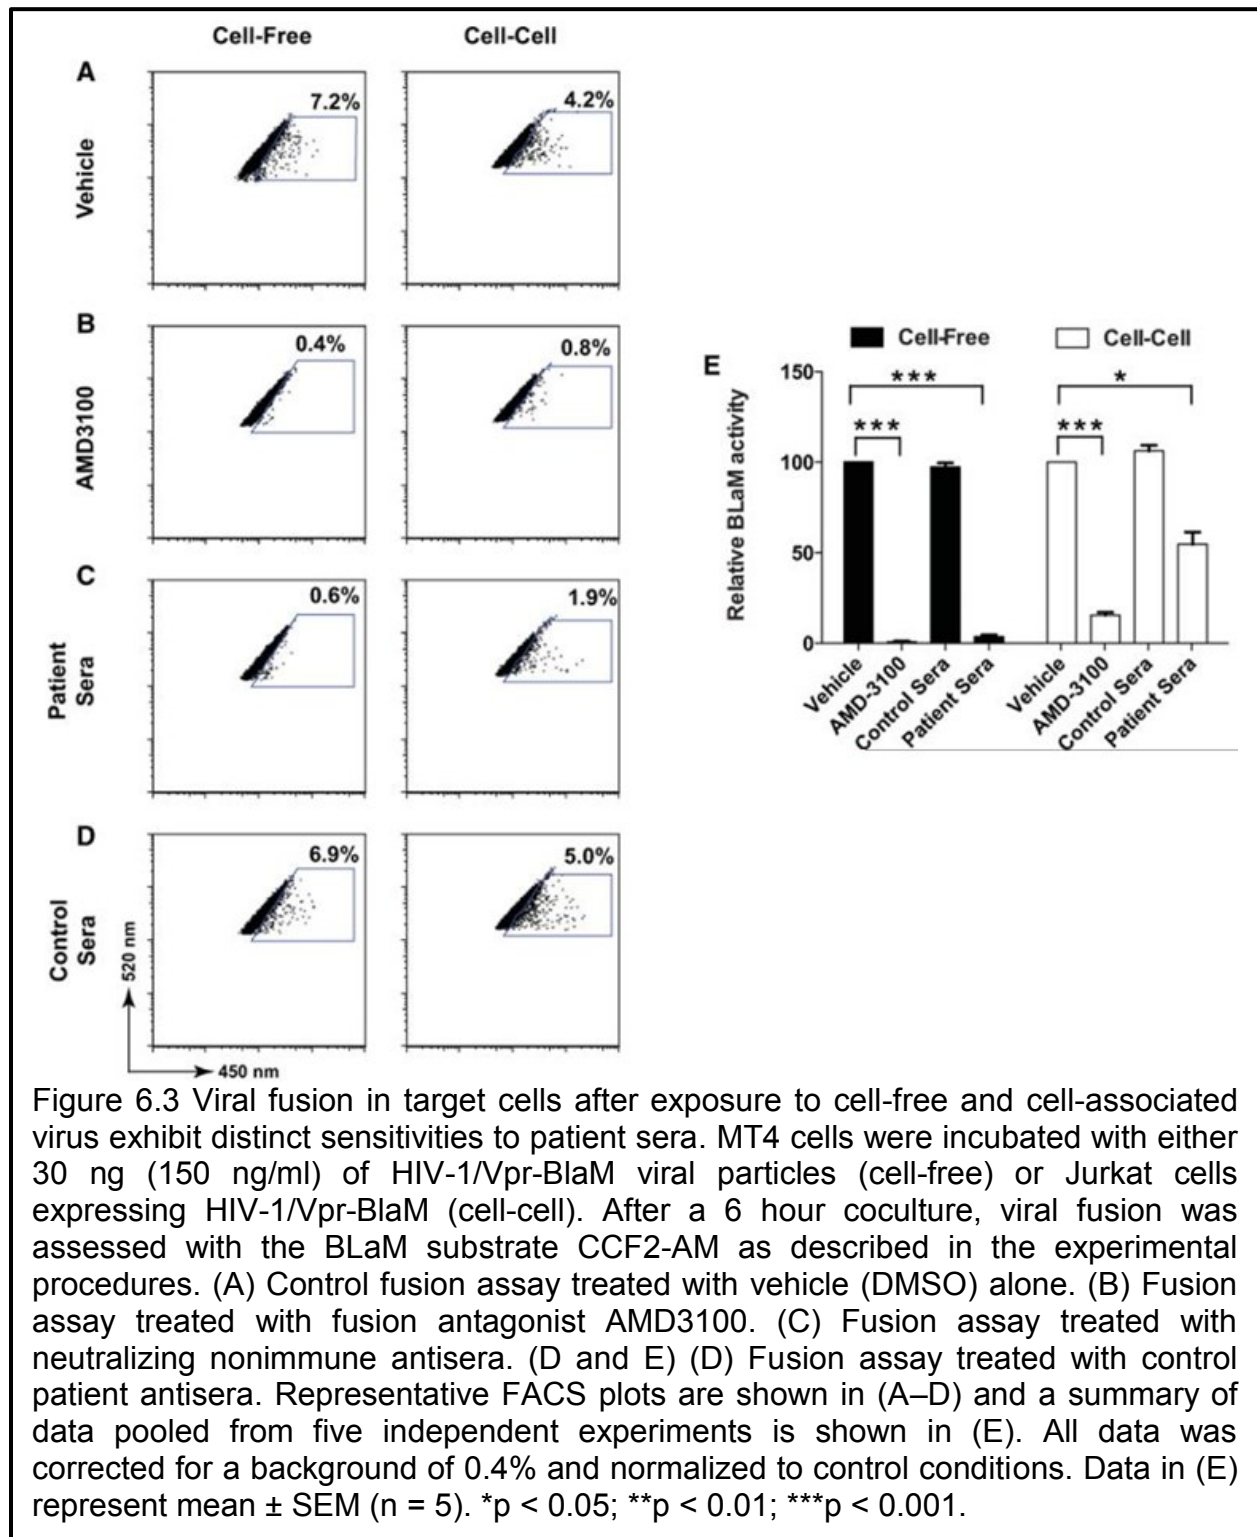 Cell-Free Cell-Cell
A
Vehicle
7.2%
4.2%
B
AMD3100
0.4%
0.8%
C
Patient
Sera
0.6%
1.9%
D
Control
Sera
6.9%
5.0%
520 nm
450 nm
E
Cell-Free Cell-Cell
Relative BLaM activity
150
100
50
0
*** *
*** ***
Vehicle
AMD-3100
Control Sera
Patient Sera
Vehicle
AMD-3100
Control Sera
Patient Sera
Figure 6.3 Viral fusion in target cells after exposure to cell-free and cell-associated
virus exhibit distinct sensitivities to patient sera. MT4 cells were incubated with either
30 ng (150 ng/ml) of HIV-1/Vpr-BlaM viral particles (cell-free) or Jurkat cells
expressing HIV-1/Vpr-BlaM (cell-cell). After a 6 hour coculture, viral fusion was
assessed with the BLaM substrate CCF2-AM as described in the experimental
procedures. (A) Control fusion assay treated with vehicle (DMSO) alone. (B) Fusion
assay treated with fusion antagonist AMD3100. (C) Fusion assay treated with
neutralizing nonimmune antisera. (D and E) (D) Fusion assay treated with control
patient antisera. Representative FACS plots are shown in (A–D) and a summary of
data pooled from five independent experiments is shown in (E). All data was
corrected for a background of 0.4% and normalized to control conditions. Data in (E)
represent mean ± SEM (n = 5). *p < 0.05; **p < 0.01; ***p < 0.001.